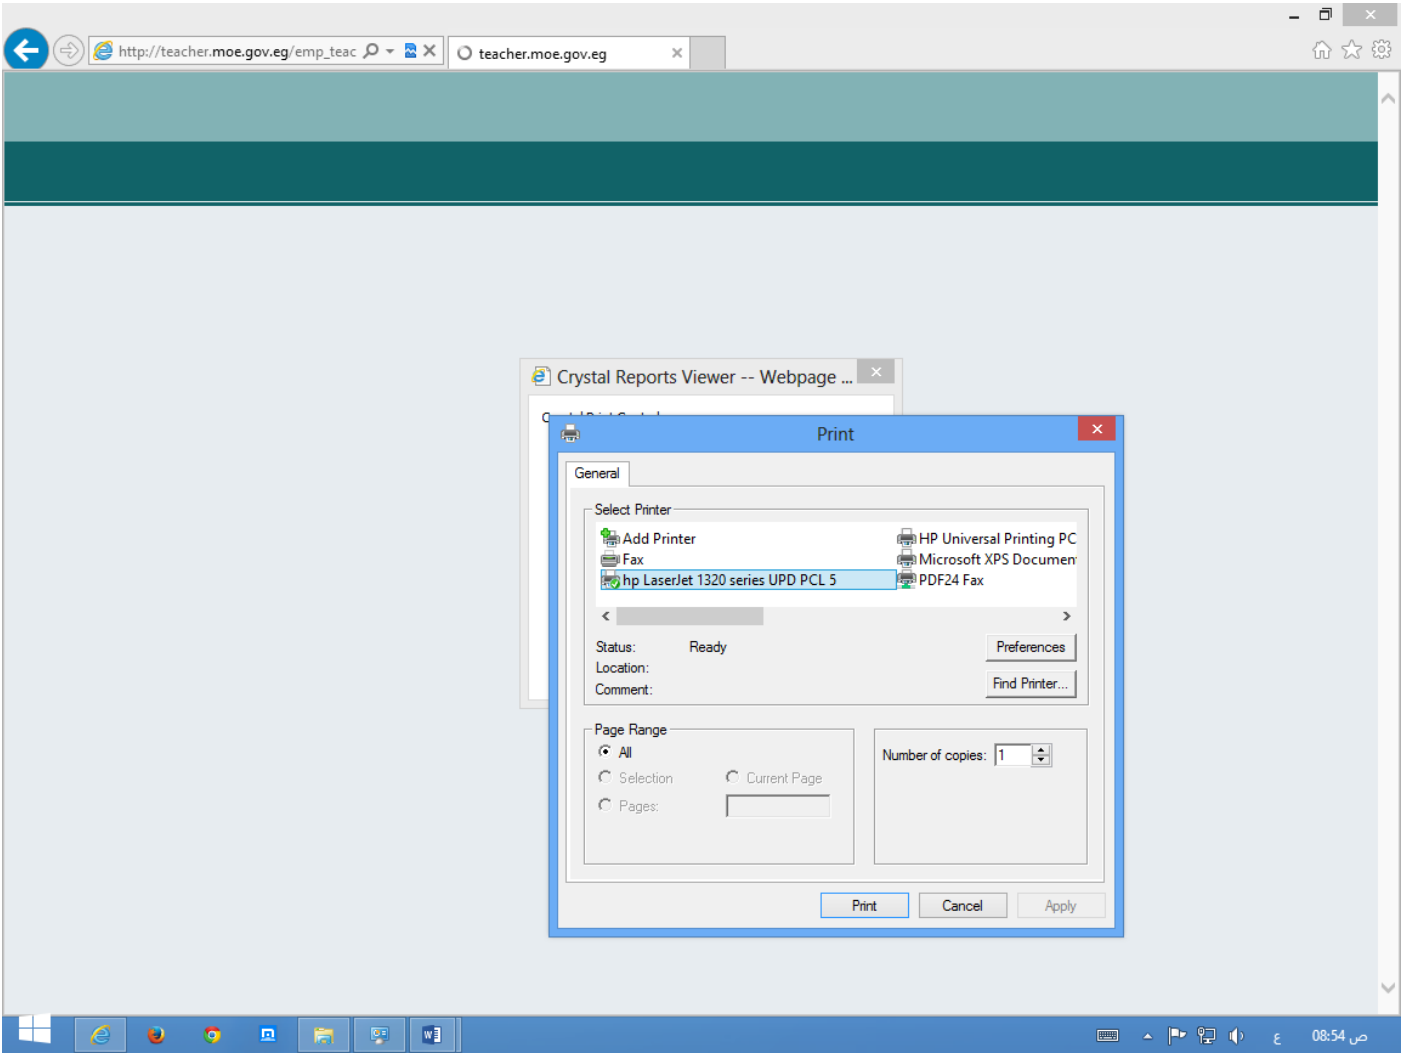 http://teacher.moe.gov.eg/emp_teac
teacher.moe.gov.eg
Crystal Reports Viewer -- Webpage ...
Print
General
Select Printer
Add Printer
HP Universal Printing PC
Fax
Microsoft XPS Documen
hp LaserJet 1320 series UPD PCL 5
PDF24 Fax
Status: Ready
Preferences
Location:
Find Printer...
Comment:
Page Range
All
Number of copies: 1
Selection
Current Page
Pages:
Print
Cancel
Apply
ع
08:54 ص